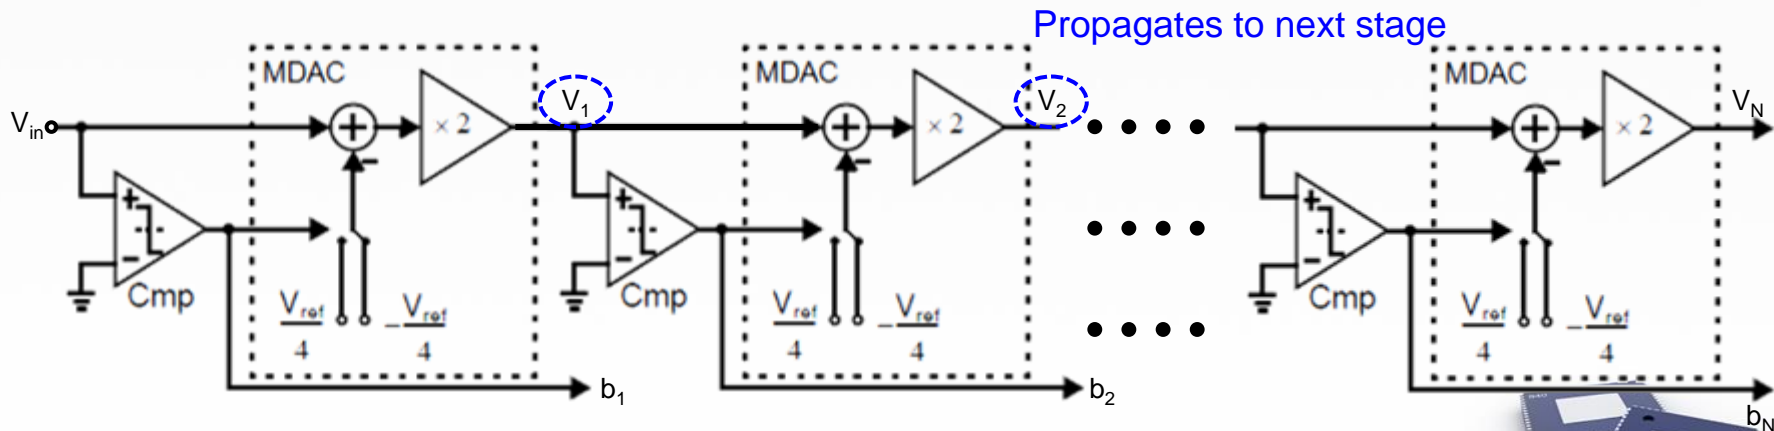 Propagates to next stage
MDAC
MDAC
MDAC
Vin
× 2
V1
× 2
V2
× 2
VN
+
−
Cmp
Vref
4
−Vref
4
+
−
Cmp
Vref
4
−Vref
4
+
−
Cmp
Vref
4
−Vref
4
b1
b2
bN